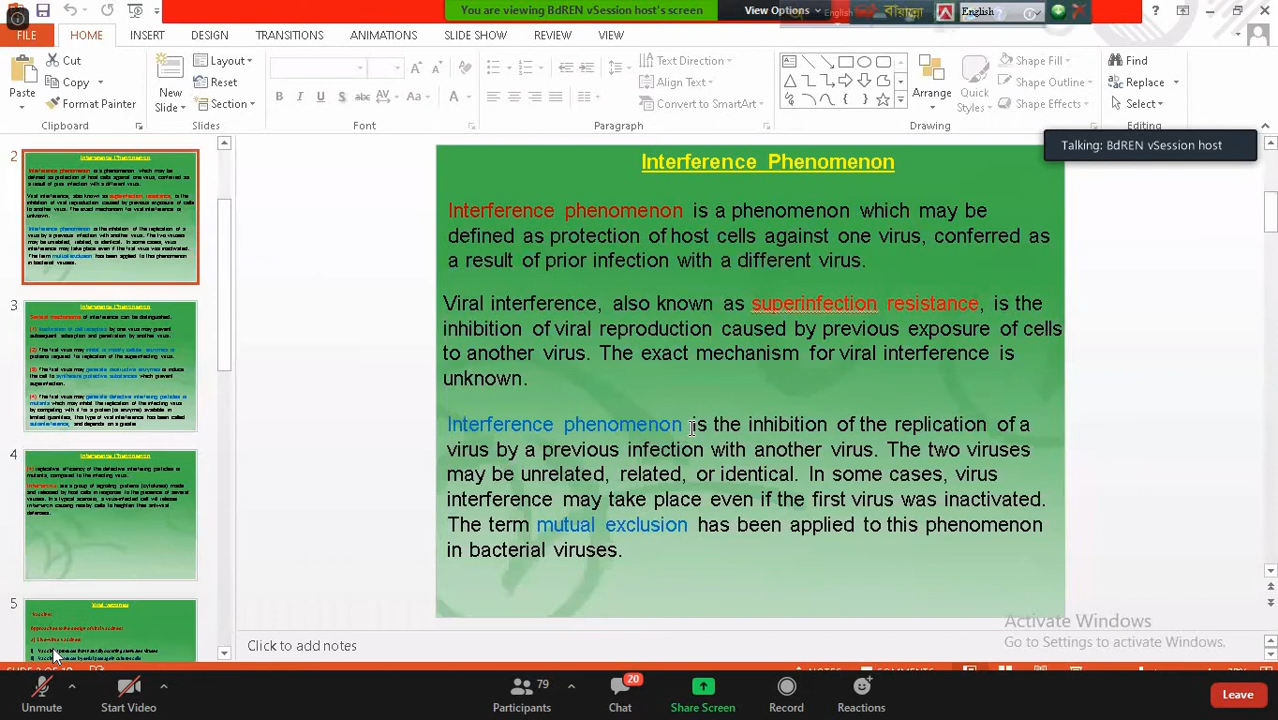 You are viewing BdREN vSession host's screen
View Options
English
বাঁয়ান্ন
English
FILE
HOME
INSERT
DESIGN
TRANSITIONS
ANIMATIONS
SLIDE SHOW
REVIEW
VIEW
Paste
Cut
Copy
Format Painter
Clipboard
New
Slide
Layout
Reset
Section
Slides
B I U S abc AV Aa A
Font
Text Direction
Align Text
Convert to SmartArt
Paragraph
Arrange
Quick
Styles
Shape Fill
Shape Outline
Shape Effects
Drawing
Find
Replace
Select
Editing
Talking: BdREN vSession host
2
3
4
5
Interference Phenomenon
Interference phenomenon is a phenomenon which may be
defined as protection of host cells against one virus, conferred as
a result of prior infection with a different virus.
Viral interference, also known as superinfection resistance, is the
inhibition of viral reproduction caused by previous exposure of cells
to another virus. The exact mechanism for viral interference is
unknown.
Interference phenomenon is the inhibition of the replication of a
virus by a previous infection with another virus. The two viruses
may be unrelated, related, or identical. In some cases, virus
interference may take place even if the first virus was inactivated.
The term mutual exclusion has been applied to this phenomenon
in bacterial viruses.
Activate Windows
Go to Settings to activate Windows.
Click to add notes
Unmute
Start Video
79
Participants
20
Chat
Share Screen
Record
Reactions
Leave